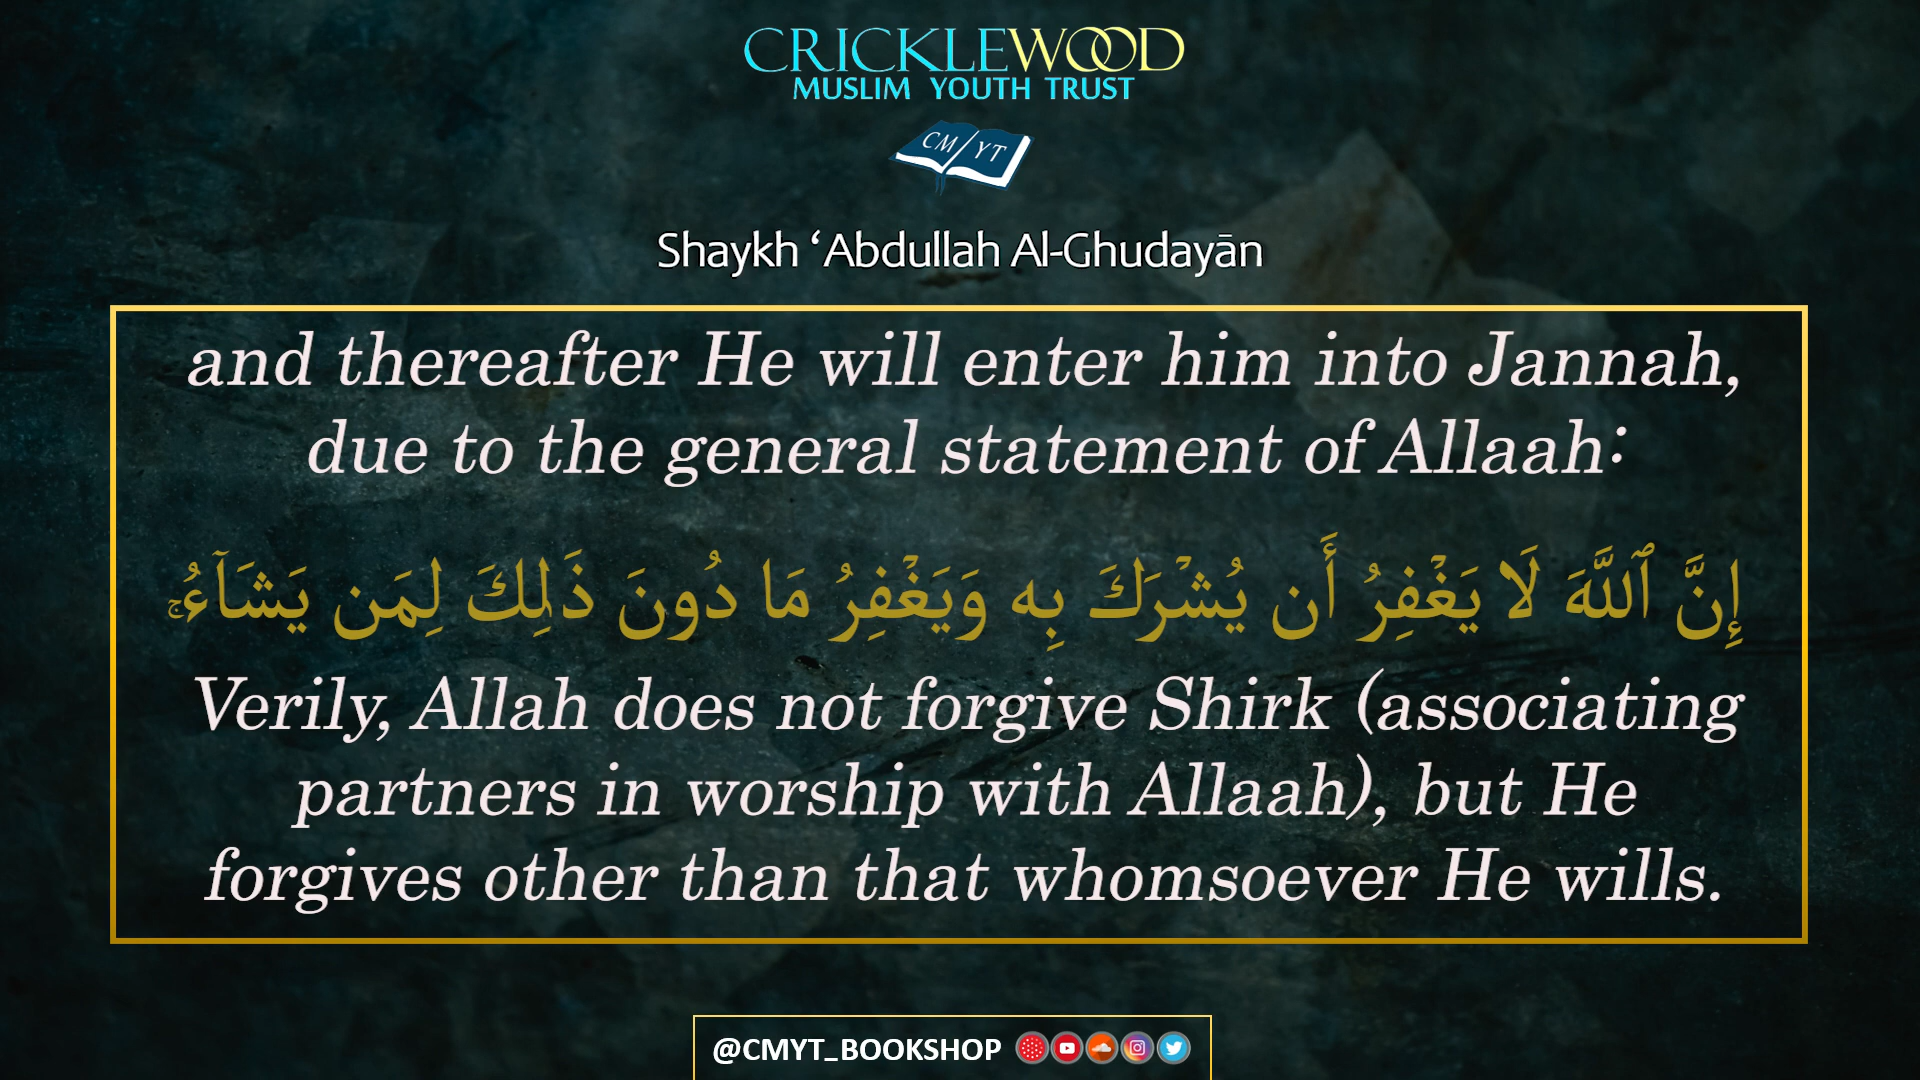 CRICKLEWOOD
MUSLIM YOUTH TRUST
CM YT
Shaykh ‘Abdullah Al-Ghudayān
and thereafter He will enter him into Jannah,
due to the general statement of Allaah:
إِنَّ ٱللَّهَ لَا يَغْفِرُ أَن يُشْرَكَ بِهِ وَيَغْفِرُ مَا دُونَ ذَٰلِكَ لِمَن يَشَآءُ ۚ
Verily, Allah does not forgive Shirk (associating
partners in worship with Allaah), but He
forgives other than that whomsoever He wills.
@CMYT_BOOKSHOP